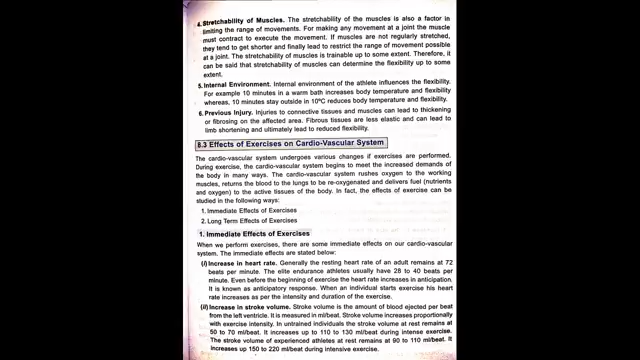 4. Stretchability of Muscles. The stretchability of the muscles is also a factor in
limiting the range of movements. For making any movement at a joint the muscle
must contract to execute the movement. If muscles are not regularly stretched,
they tend to get shorter and finally lead to restrict the range of movement possible
at a joint. The stretchability of muscles is trainable up to some extent. Therefore, it
can be said that stretchability of muscles can determine the flexibility up to some
extent.
5. Internal Environment. Internal environment of the athlete influences the flexibility.
For example 10 minutes in a warm bath increases body temperature and flexibility
whereas, 10 minutes stay outside in 10ºC reduces body temperature and flexibility.
6. Previous Injury. Injuries to connective tissues and muscles can lead to thickening
or fibrosing on the affected area. Fibrous tissues are less elastic and can lead to
limb shortening and ultimately lead to reduced flexibility.
8.3 Effects of Exercises on Cardio-Vascular System
The cardio-vascular system undergoes various changes if exercises are performed.
During exercise, the cardio-vascular system begins to meet the increased demands of
the body in many ways. The cardio-vascular system rushes oxygen to the working
muscles, returns the blood to the lungs to be re-oxygenated and delivers fuel (nutrients
and oxygen) to the active tissues of the body. In fact, the effects of exercise can be
studied in the following ways:
1. Immediate Effects of Exercises
2. Long Term Effects of Exercises
1. Immediate Effects of Exercises
When we perform exercises, there are some immediate effects on our cardio-vascular
system. The immediate effects are stated below:
(i) Increase in heart rate. Generally the resting heart rate of an adult remains at 72
beats per minute. The elite endurance athletes usually have 28 to 40 beats per
minute. Even before the beginning of exercise the heart rate increases in anticipation.
It is known as anticipatory response. When an individual starts exercise his heart
rate increases as per the intensity and duration of the exercise.
(ii) Increase in stroke volume. Stroke volume is the amount of blood ejected per beat
from the left ventricle. It is measured in ml/beat. Stroke volume increases proportionally
with exercise intensity. In untrained individuals the stroke volume at rest remains at
50 to 70 ml/beat. It increases up to 110 to 130 ml/beat during intense exercise.
The stroke volume of experienced athletes at rest remains at 90 to 110 ml/beat. It
increases up 150 to 220 ml/beat during intensive exercise.